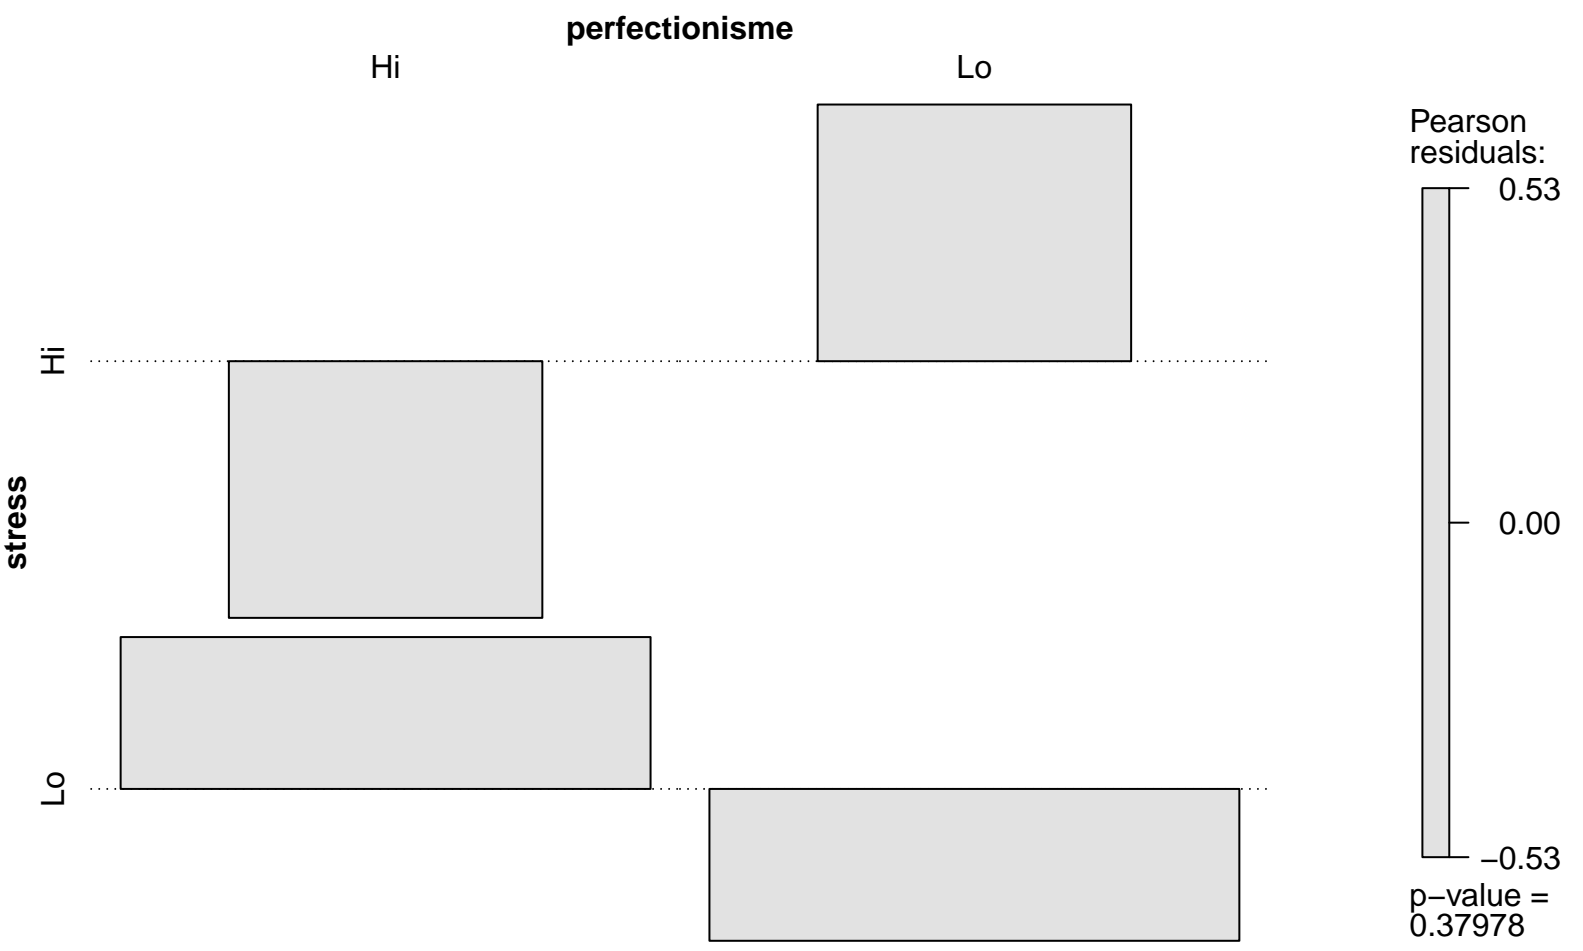 perfectionisme
Hi
Lo
stress
Hi
Lo
Pearson
residuals:
0.53
0.00
−0.53
p−value =
0.37978